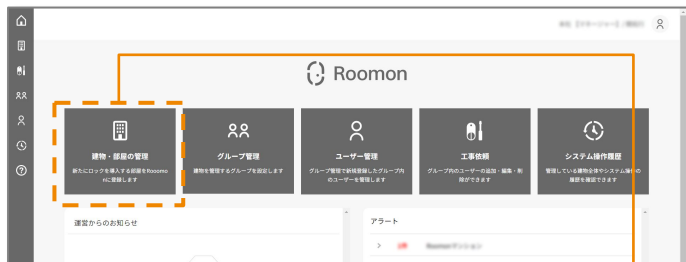 Roomon
建物・部屋の管理
新たにロックを導入する部屋をRooomo
nに登録します
グループ管理
建物を管理するグループを設定します
ユーザー管理
グループ管理で新規登録したグループ内
のユーザーを管理します
工事依頼
グループ内のユーザーの追加・編集・削
除ができます
システム操作履歴
管理している建物全体やシステム操作の
履歴を確認できます
運営からのお知らせ
アラート